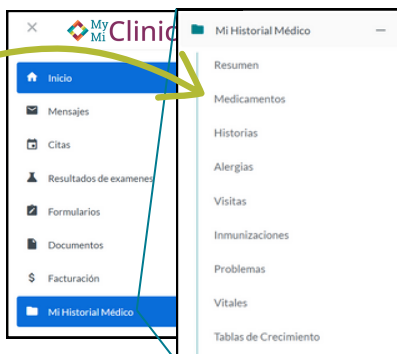 × My Mi Clinic
Inicio
Mensajes
Citas
Resultados de examenes
Formularios
Documentos
$ Facturación
Mi Historial Médico
Mi Historial Médico –
Resumen
Medicamentos
Historias
Alergias
Visitas
Inmunizaciones
Problemas
Vitales
Tablas de Crecimiento